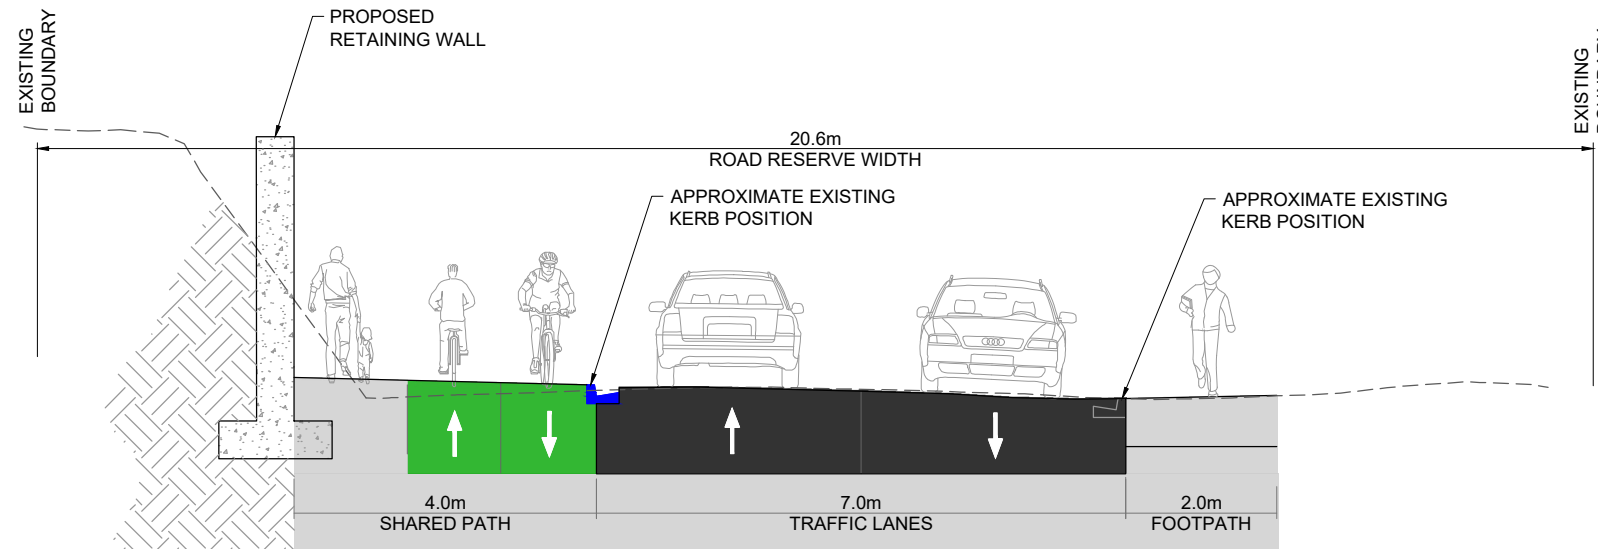 PROPOSED
RETAINING WALL
EXISTING
BOUNDARY
EXISTING
20.6m
ROAD RESERVE WIDTH
APPROXIMATE EXISTING
KERB POSITION
APPROXIMATE EXISTING
KERB POSITION
4.0m
SHARED PATH
7.0m
TRAFFIC LANES
2.0m
FOOTPATH